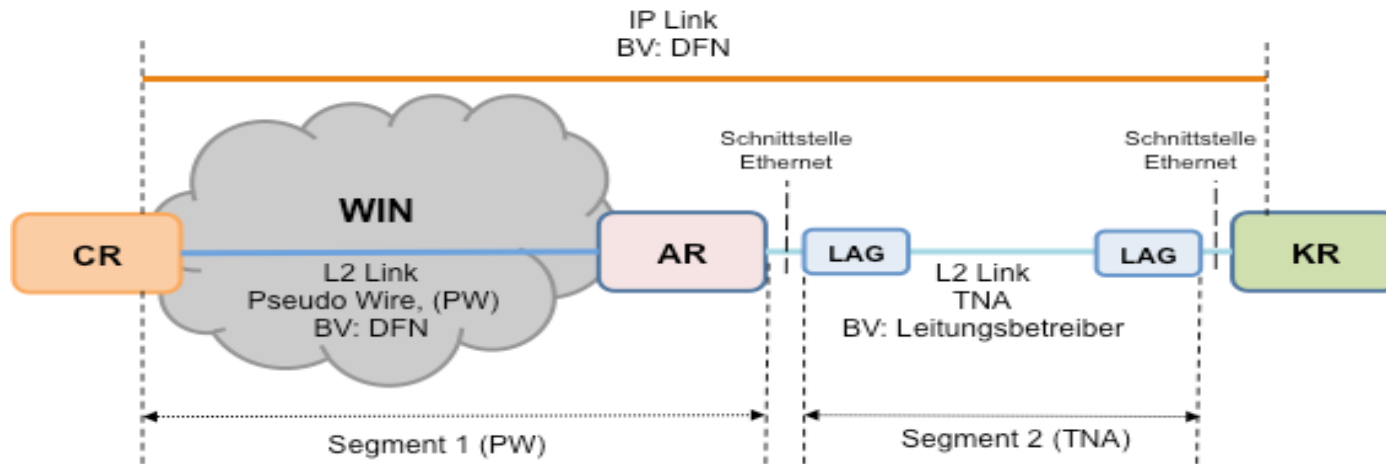 IP Link
BV: DFN
Schnittstelle
Ethernet
Schnittstelle
Ethernet
WIN
CR
AR
LAG
LAG
KR
L2 Link
Pseudo Wire, (PW)
BV: DFN
L2 Link
TNA
BV: Leitungsbetreiber
Segment 1 (PW)
Segment 2 (TNA)